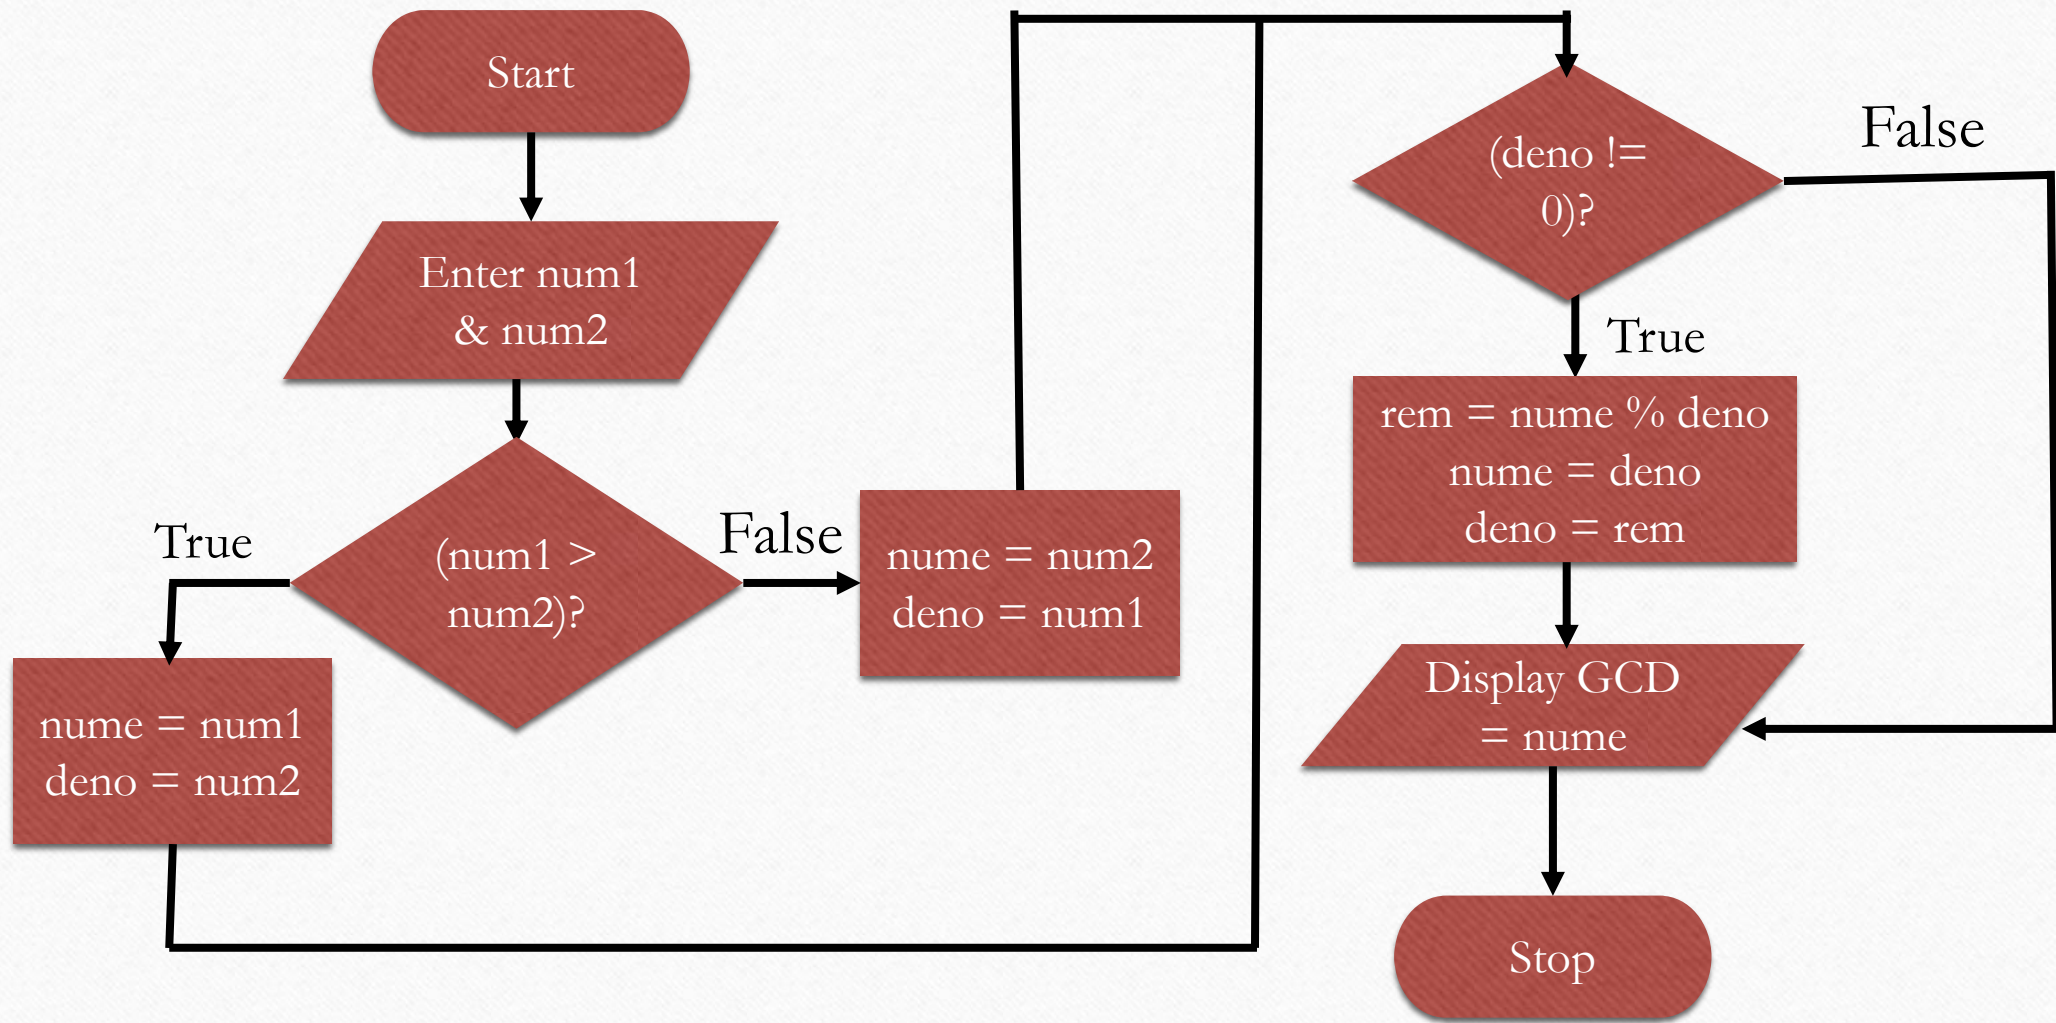 Start
Enter num1
& num2
(num1 >
num2)?
True
False
nume = num1
deno = num2
nume = num2
deno = num1
(deno !=
0)?
False
True
rem = nume % deno
nume = deno
deno = rem
Display GCD
= nume
Stop